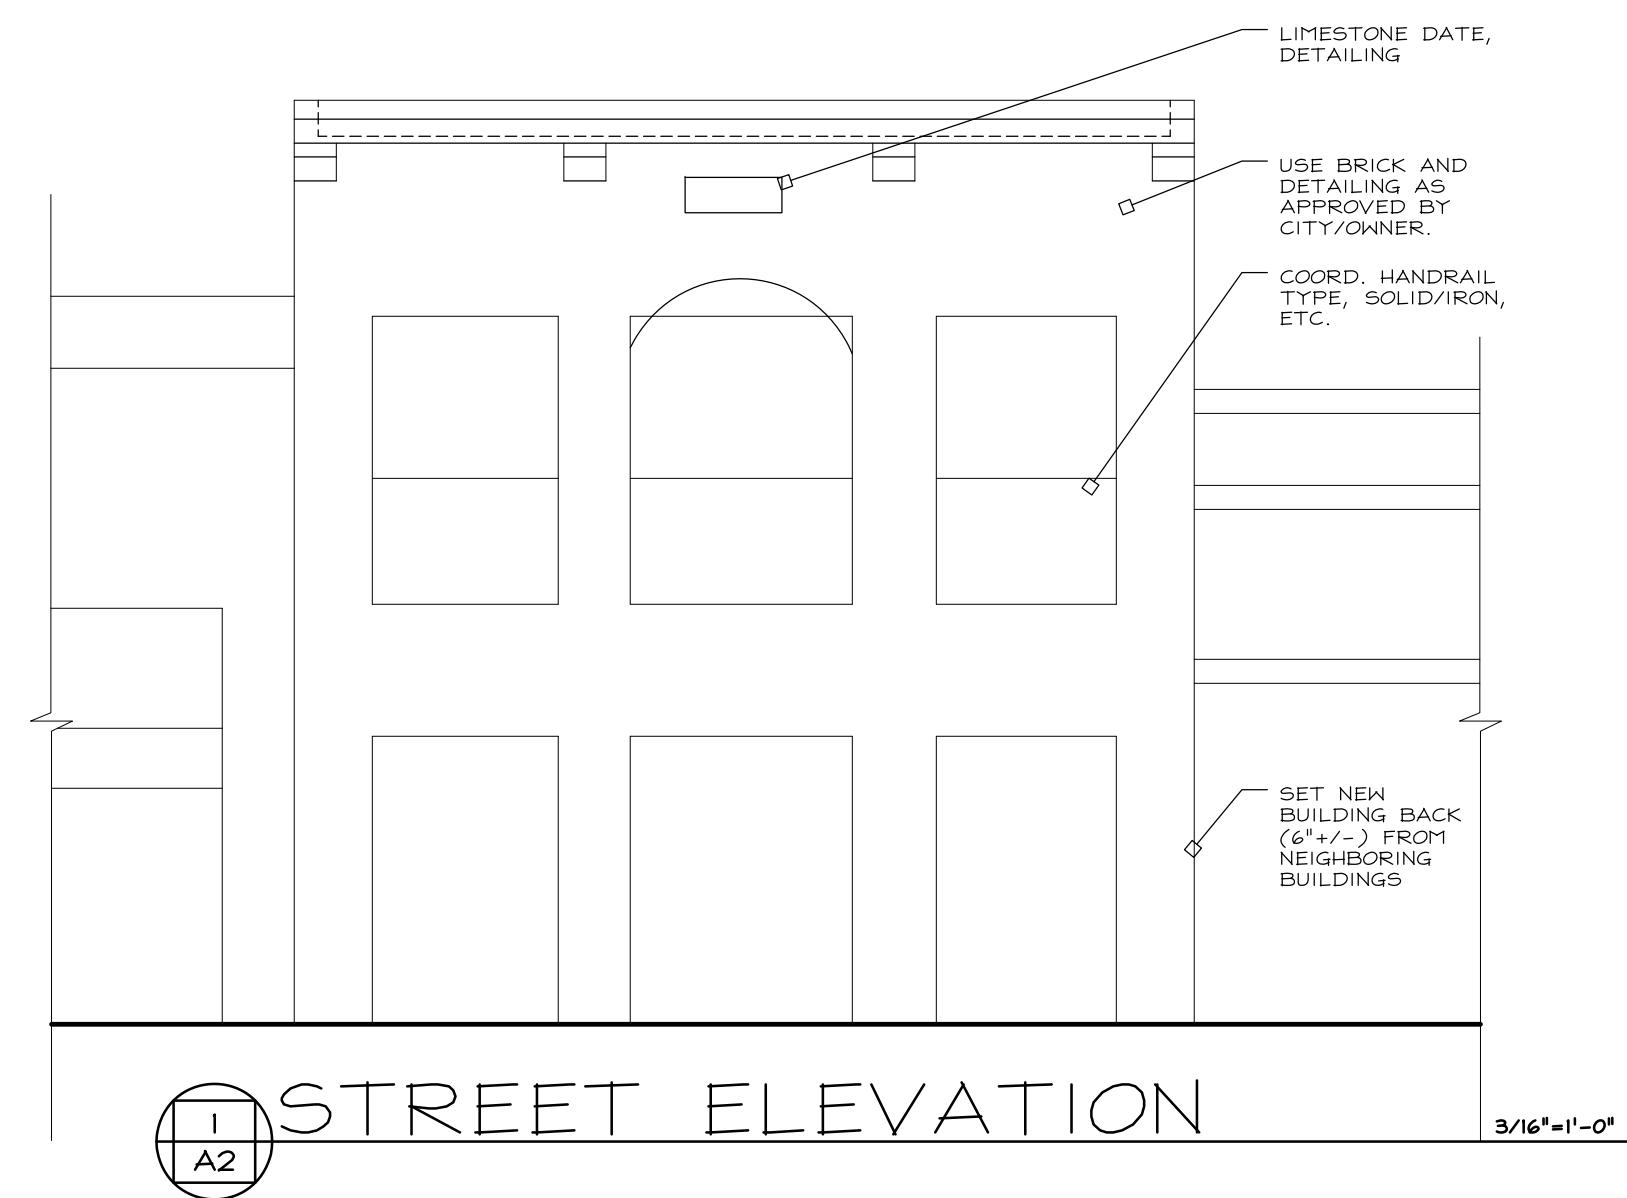 LIMESTONE DATE,
DETAILING
USE BRICK AND
DETAILING AS
APPROVED BY
CITY/OWNER.
COORD. HANDRAIL
TYPE, SOLID/IRON,
ETC.
SET NEW
BUILDING BACK
(6"+/-) FROM
NEIGHBORING
BUILDINGS
1
A2
STREET ELEVATION
3/16"=1'-0"